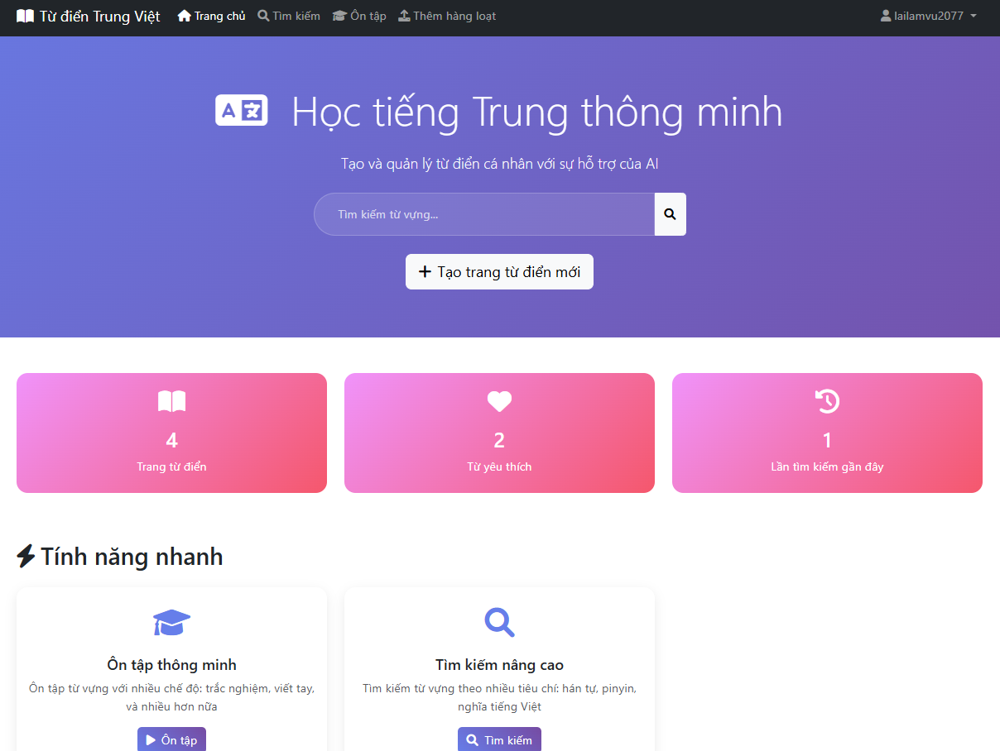 Từ điển Trung Việt Trang chủ Tìm kiếm Ôn tập Thêm hàng loạt lailamvu2077
A 文 Học tiếng Trung thông minh
Tạo và quản lý từ điển cá nhân với sự hỗ trợ của AI
Tìm kiếm từ vựng...
Tạo trang từ điển mới
4 2 1
Trang từ điển Từ yêu thích Lần tìm kiếm gần đây
Tính năng nhanh
Ôn tập thông minh
Ôn tập từ vựng với nhiều chế độ: trắc nghiệm, viết tay,
và nhiều hơn nữa
Ôn tập
Tìm kiếm nâng cao
Tìm kiếm từ vựng theo nhiều tiêu chí: hán tự, pinyin,
nghĩa tiếng Việt
Tìm kiếm